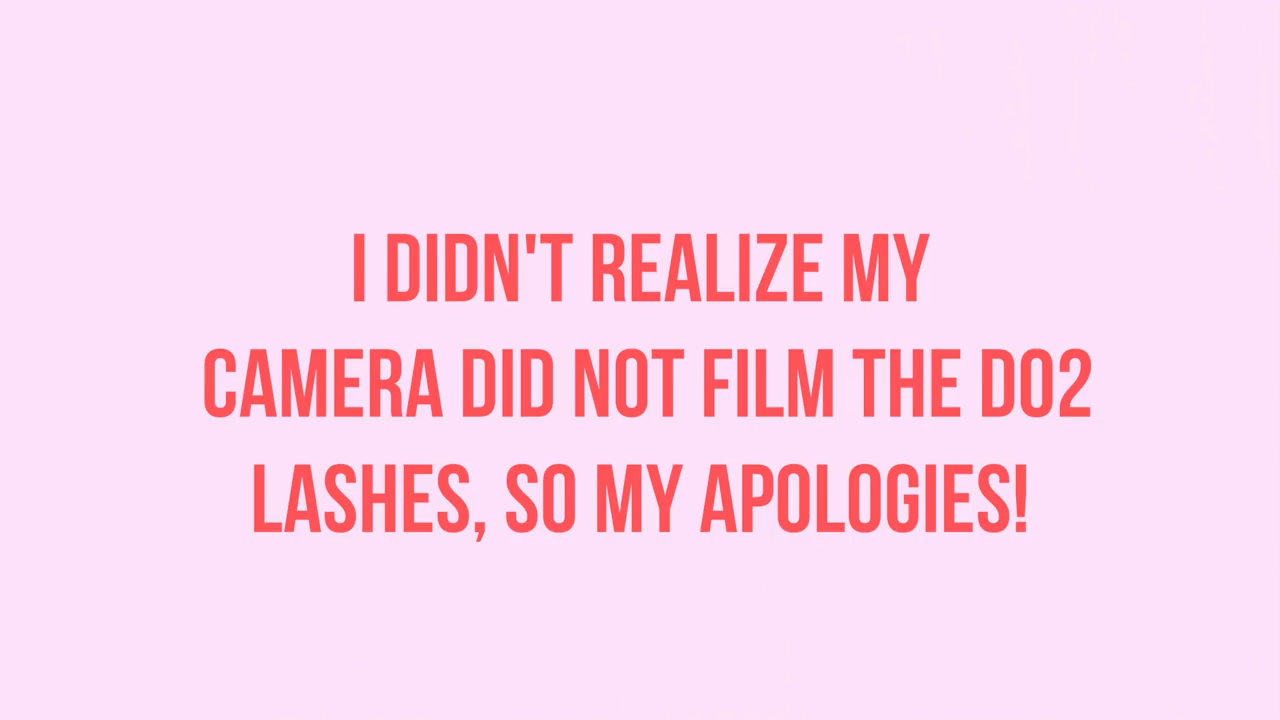 I DIDN'T REALIZE MY
CAMERA DID NOT FILM THE D02
LASHES, SO MY APOLOGIES!